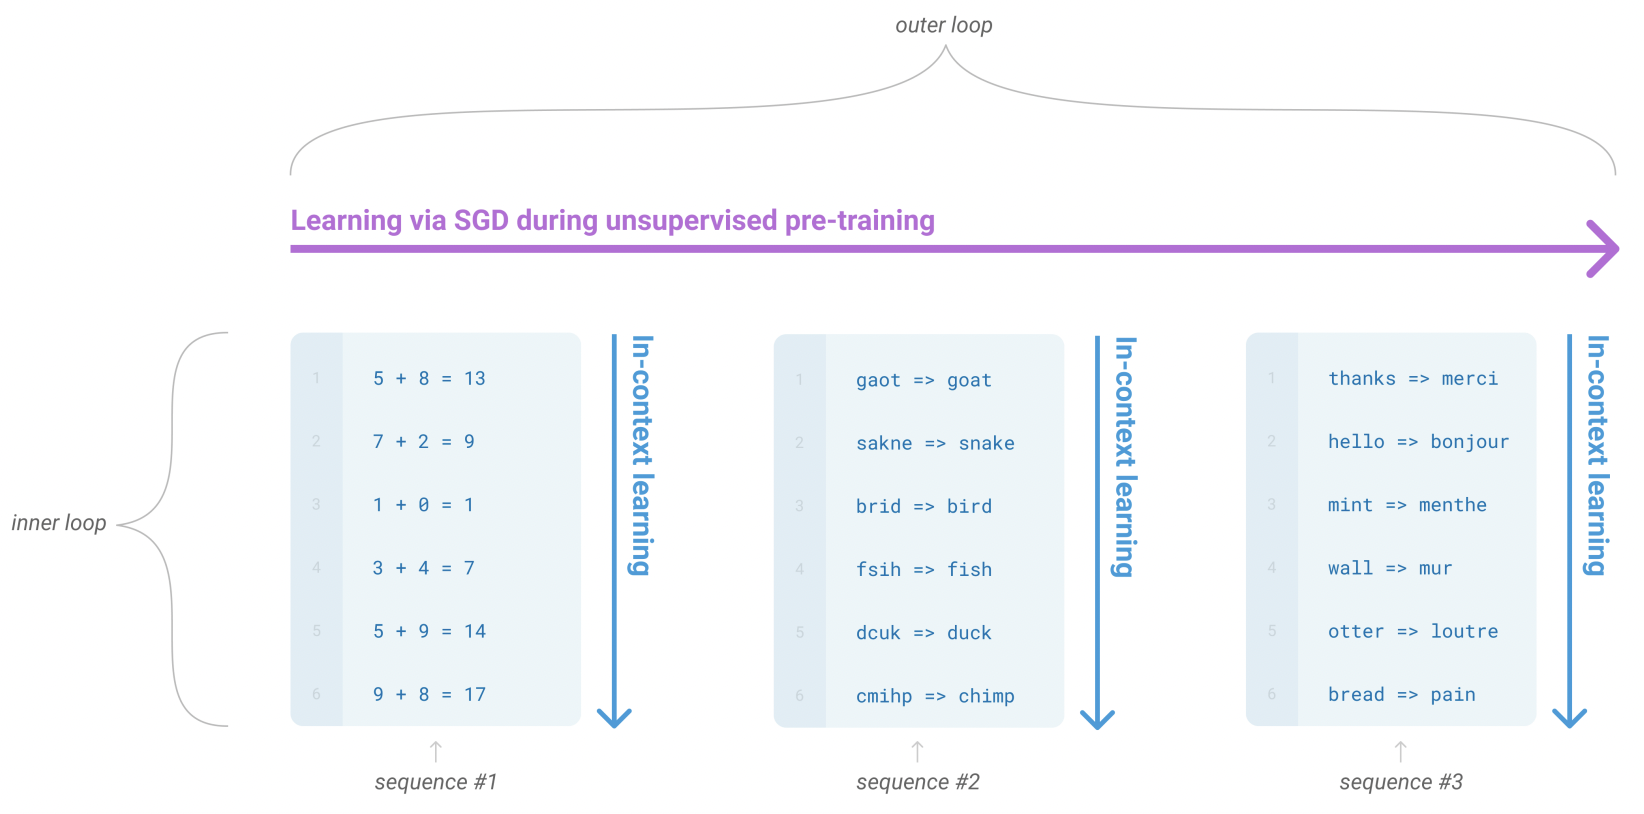 outer loop
Learning via SGD during unsupervised pre-training
inner loop
1 5 + 8 = 13
2 7 + 2 = 9
3 1 + 0 = 1
4 3 + 4 = 7
5 5 + 9 = 14
6 9 + 8 = 17
In-context learning
sequence #1
1 gaot => goat
2 sakne => snake
3 brid => bird
4 fsih => fish
5 dcuk => duck
6 cmihp => chimp
In-context learning
sequence #2
1 thanks => merci
2 hello => bonjour
3 mint => menthe
4 wall => mur
5 otter => loutre
6 bread => pain
In-context learning
sequence #3